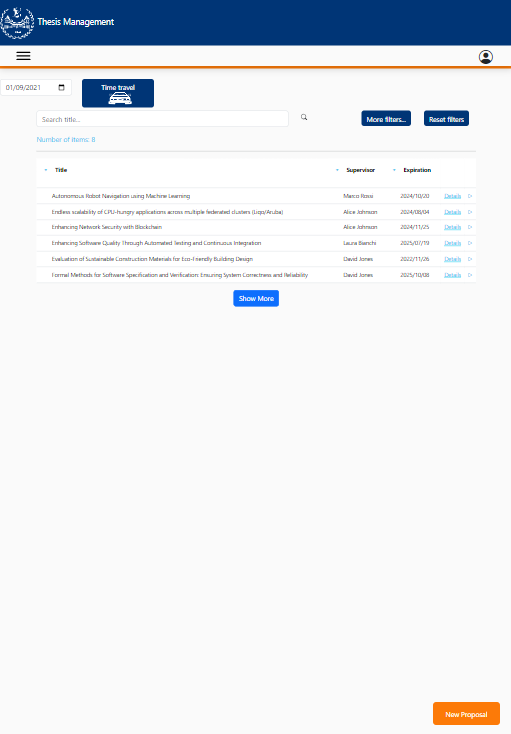 Thesis Management
01/09/2021
Time travel
Search title...
More filters...
Reset filters
Number of items: 8
Title Supervisor Expiration
Autonomous Robot Navigation using Machine Learning Marco Rossi 2024/10/20 Details
Endless scalability of CPU-hungry applications across multiple federated clusters (Liqo/Aruba) Alice Johnson 2024/08/04 Details
Enhancing Network Security with Blockchain Alice Johnson 2024/11/25 Details
Enhancing Software Quality Through Automated Testing and Continuous Integration Laura Bianchi 2025/07/19 Details
Evaluation of Sustainable Construction Materials for Eco-Friendly Building Design David Jones 2022/11/26 Details
Formal Methods for Software Specification and Verification: Ensuring System Correctness and Reliability David Jones 2025/10/08 Details
Show More
New Proposal